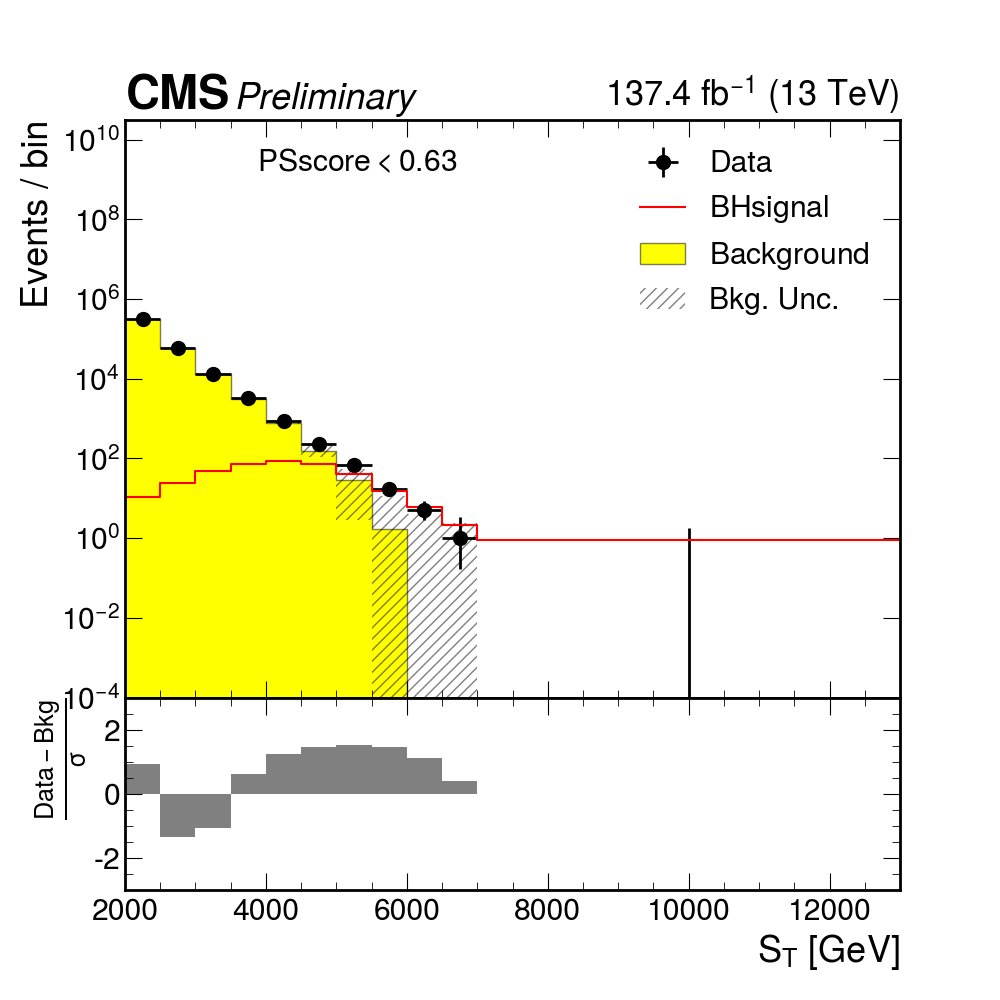 CMS Preliminary 137.4 fb⁻¹ (13 TeV)
Events / bin
10¹⁰
10⁸
10⁶
10⁴
10²
10⁰
10⁻²
10⁻⁴
PSscore < 0.63
Data
BHsignal
Background
Bkg. Unc.
Data − Bkg
σ
2
0
-2
2000 4000 6000 8000 10000 12000
S_T [GeV]